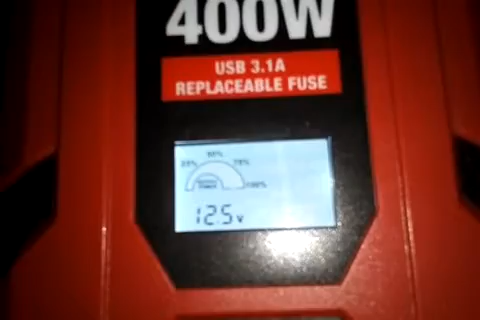 400W
USB 3.1A
REPLACEABLE FUSE
50%
25% 75%
100%
12.5v